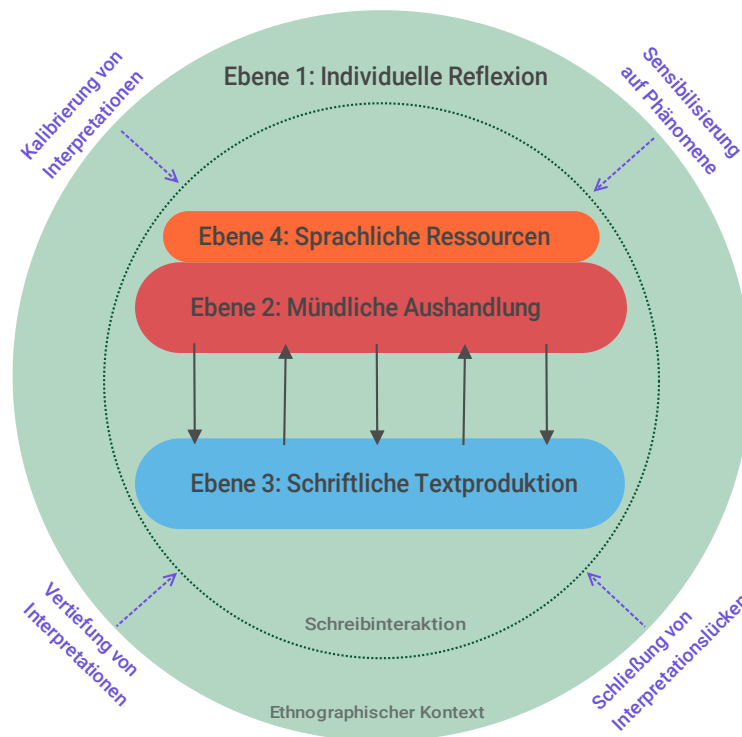 Kalibrierung von
Interpretationen
Ebene 1: Individuelle Reflexion
Sensibilisierung
auf Phänomene
Ebene 4: Sprachliche Ressourcen
Ebene 2: Mündliche Aushandlung
Ebene 3: Schriftliche Textproduktion
Vertiefung von
Interpretationen
Schreibinteraktion
Schließung von
Interpretationslücken
Ethnographischer Kontext